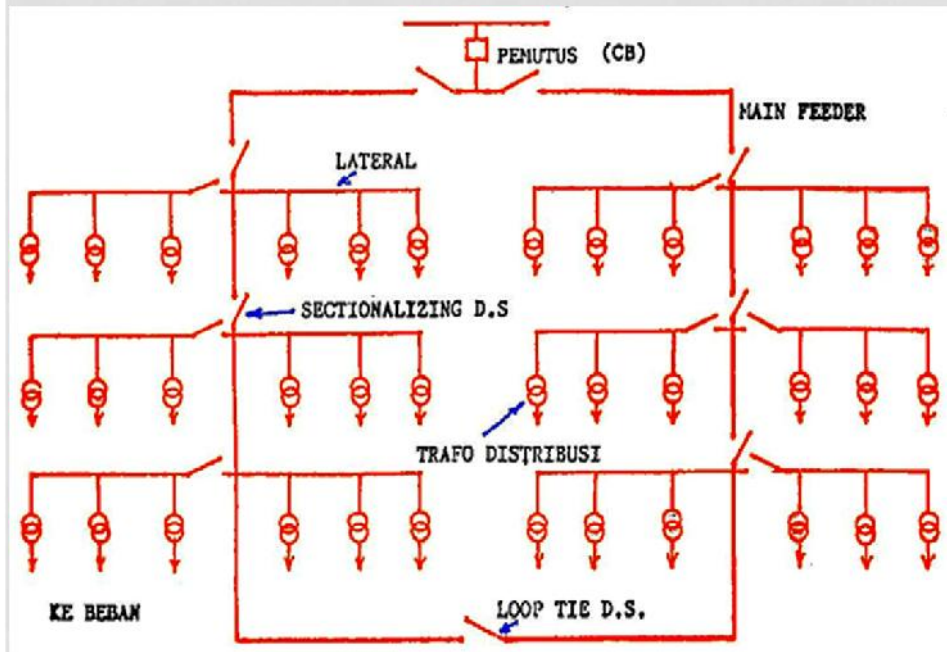 PEMUTUS (CB)
MAIN FEEDER
LATERAL
SECTIONALIZING D.S
TRAFO DISTRIBUSI
KE BEBAN
LOOP TIE D.S.